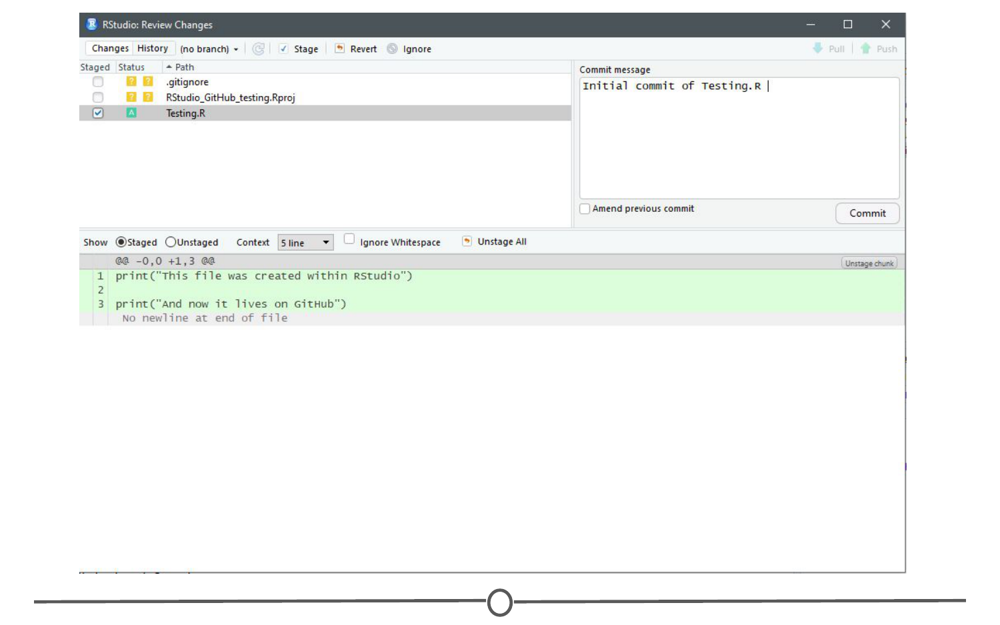 RStudio: Review Changes
Changes History (no branch) Stage Revert Ignore Pull Push
Staged Status Path
? ? .gitignore
? ? RStudio_GitHub_testing.Rproj
A Testing.R
Commit message
Initial commit of Testing.R
Amend previous commit
Commit
Show Staged Unstaged Context 5 line Ignore Whitespace Unstage All
@@ -0,0 +1,3 @@ Unstage chunk
1 print("This file was created within RStudio")
2
3 print("And now it lives on GitHub")
No newline at end of file